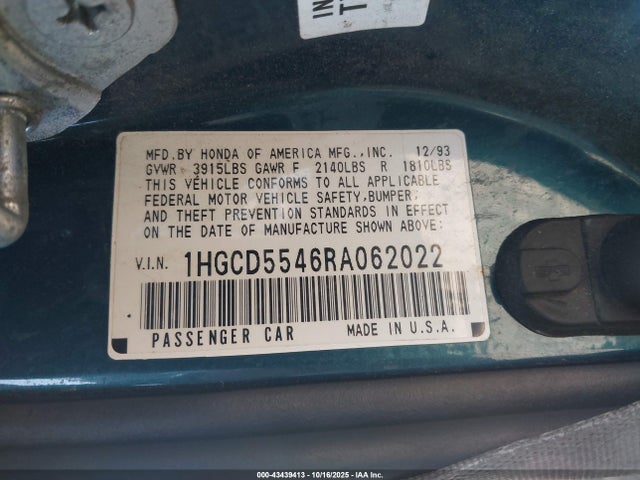 IN
T
MFD.BY HONDA OF AMERICA MFG.,INC. 12/93
GVWR 3915LBS GAWR F 2140LBS R 1810LBS
THIS VEHICLE CONFORMS TO ALL APPLICABLE
FEDERAL MOTOR VEHICLE SAFETY,BUMPER,
AND THEFT PREVENTION STANDARDS IN EFFECT
ON THE DATE OF MANUFACTURE SHOWN ABOVE:
V.I.N. 1HGCD5546RA062022
PASSENGER CAR MADE IN U.S.A.
000-43439413 - 10/16/2025 - IAA Inc.